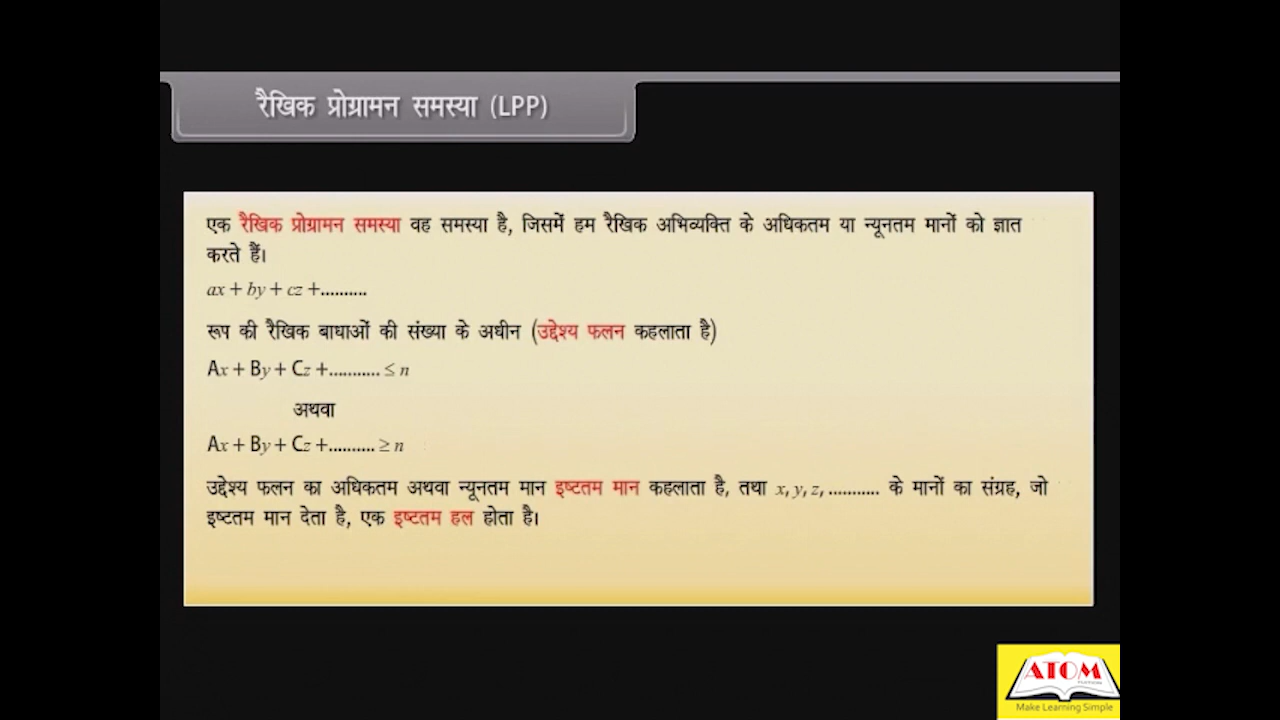 रैखिक प्रोग्रामन समस्या (LPP)
एक रैखिक प्रोग्रामन समस्या वह समस्या है, जिसमें हम रैखिक अभिव्यक्ति के अधिकतम या न्यूनतम मानों को ज्ञात
करते हैं।
ax + by + cz +..........
रूप की रैखिक बाधाओं की संख्या के अधीन (उद्देश्य फलन कहलाता है)
Ax + By + Cz +........... ≤ n
अथवा
Ax + By + Cz +.......... ≥ n
उद्देश्य फलन का अधिकतम अथवा न्यूनतम मान इष्टतम मान कहलाता है, तथा x, y, z, ........... के मानों का संग्रह, जो
इष्टतम मान देता है, एक इष्टतम हल होता है।
ATOM
Make Learning Simple